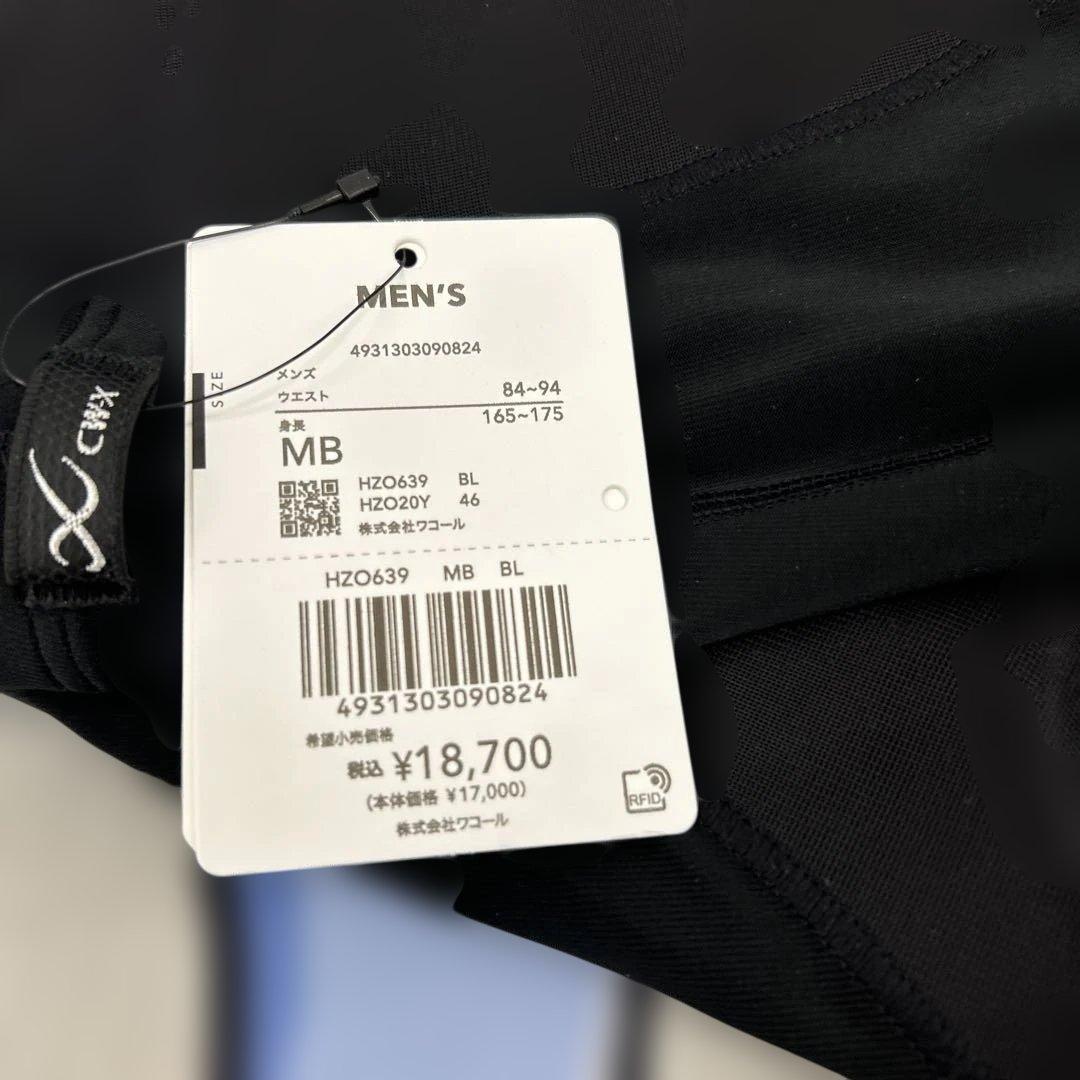 CW-X
MEN'S
4931303090824
SIZE
メンズ
ウエスト 84~94
身長 165~175
MB
HZO639 BL
HZO20Y 46
株式会社ワコール
HZO639 MB BL
4931303090824
希望小売価格
税込 ¥18,700
(本体価格 ¥17,000)
株式会社ワコール
RFID